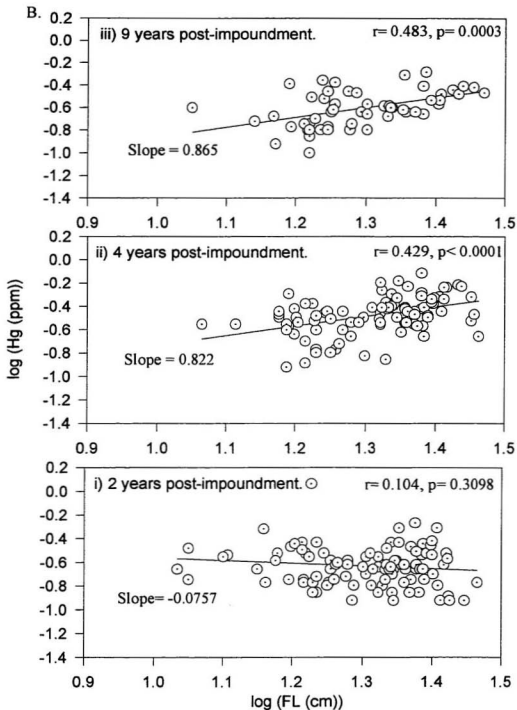 B.
iii) 9 years post-impoundment.
r= 0.483, p= 0.0003
0.2
0.0
-0.2
-0.4
-0.6
-0.8
-1.0
-1.2
-1.4
Slope = 0.865
0.9 1.0 1.1 1.2 1.3 1.4 1.5
ii) 4 years post-impoundment.
r= 0.429, p< 0.0001
log (Hg (ppm))
0.2
0.0
-0.2
-0.4
-0.6
-0.8
-1.0
-1.2
-1.4
Slope = 0.822
0.9 1.0 1.1 1.2 1.3 1.4 1.5
i) 2 years post-impoundment.
r= 0.104, p= 0.3098
0.2
0.0
-0.2
-0.4
-0.6
-0.8
-1.0
-1.2
-1.4
Slope= -0.0757
0.9 1.0 1.1 1.2 1.3 1.4 1.5
log (FL (cm))